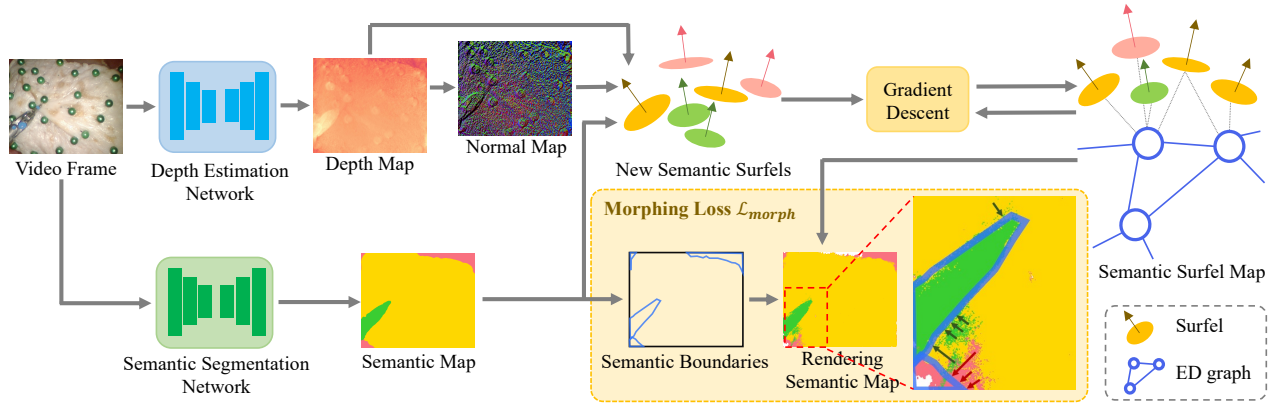 Video Frame
Depth Estimation
Network
Depth Map
Normal Map
New Semantic Surfels
Gradient
Descent
Semantic Surfel Map
Semantic Segmentation
Network
Semantic Map
Morphing Loss ℒmorph
Semantic Boundaries
Rendering
Semantic Map
Surfel
ED graph